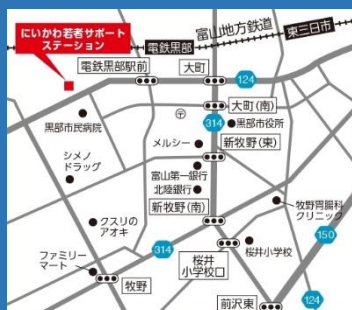 にいかわ若者サポート
ステーション
富山地方鉄道
電鉄黒部
東三日市
電鉄黒部駅前
大町
124
大町(南)
〒
314
黒部市役所
黒部市民病院
メルシー
新牧野(東)
シメノ
ドラッグ
富山第一銀行
北陸銀行
新牧野(南)
牧野胃腸科
クリニック
クスリの
アオキ
150
314
ファミリー
マート
桜井
小学校口
桜井小学校
牧野
前沢東
124